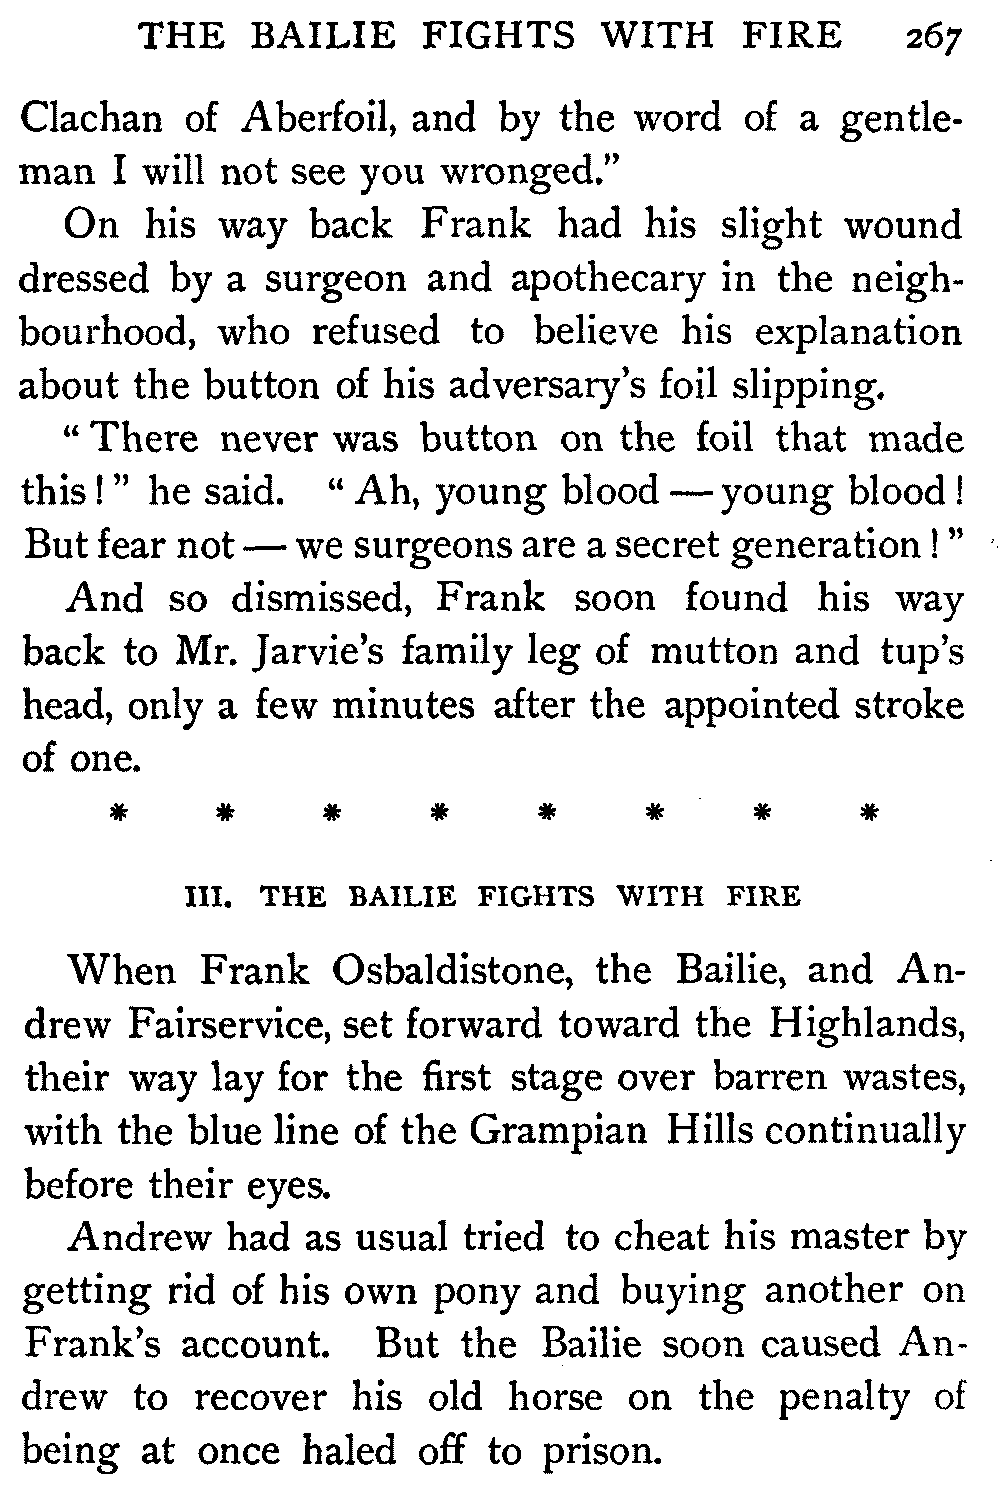 THE BAILIE FIGHTS WITH FIRE 267
Clachan of Aberfoil, and by the word of a gentle-
man I will not see you wronged.”
On his way back Frank had his slight wound
dressed by a surgeon and apothecary in the neigh-
bourhood, who refused to believe his explanation
about the button of his adversary’s foil slipping.
“ There never was button on the foil that made
this ! ” he said. “ Ah, young blood — young blood !
But fear not — we surgeons are a secret generation ! ”
And so dismissed, Frank soon found his way
back to Mr. Jarvie’s family leg of mutton and tup’s
head, only a few minutes after the appointed stroke
of one.
* * * * * * * *
III. THE BAILIE FIGHTS WITH FIRE
When Frank Osbaldistone, the Bailie, and An-
drew Fairservice, set forward toward the Highlands,
their way lay for the first stage over barren wastes,
with the blue line of the Grampian Hills continually
before their eyes.
Andrew had as usual tried to cheat his master by
getting rid of his own pony and buying another on
Frank’s account. But the Bailie soon caused An-
drew to recover his old horse on the penalty of
being at once haled off to prison.